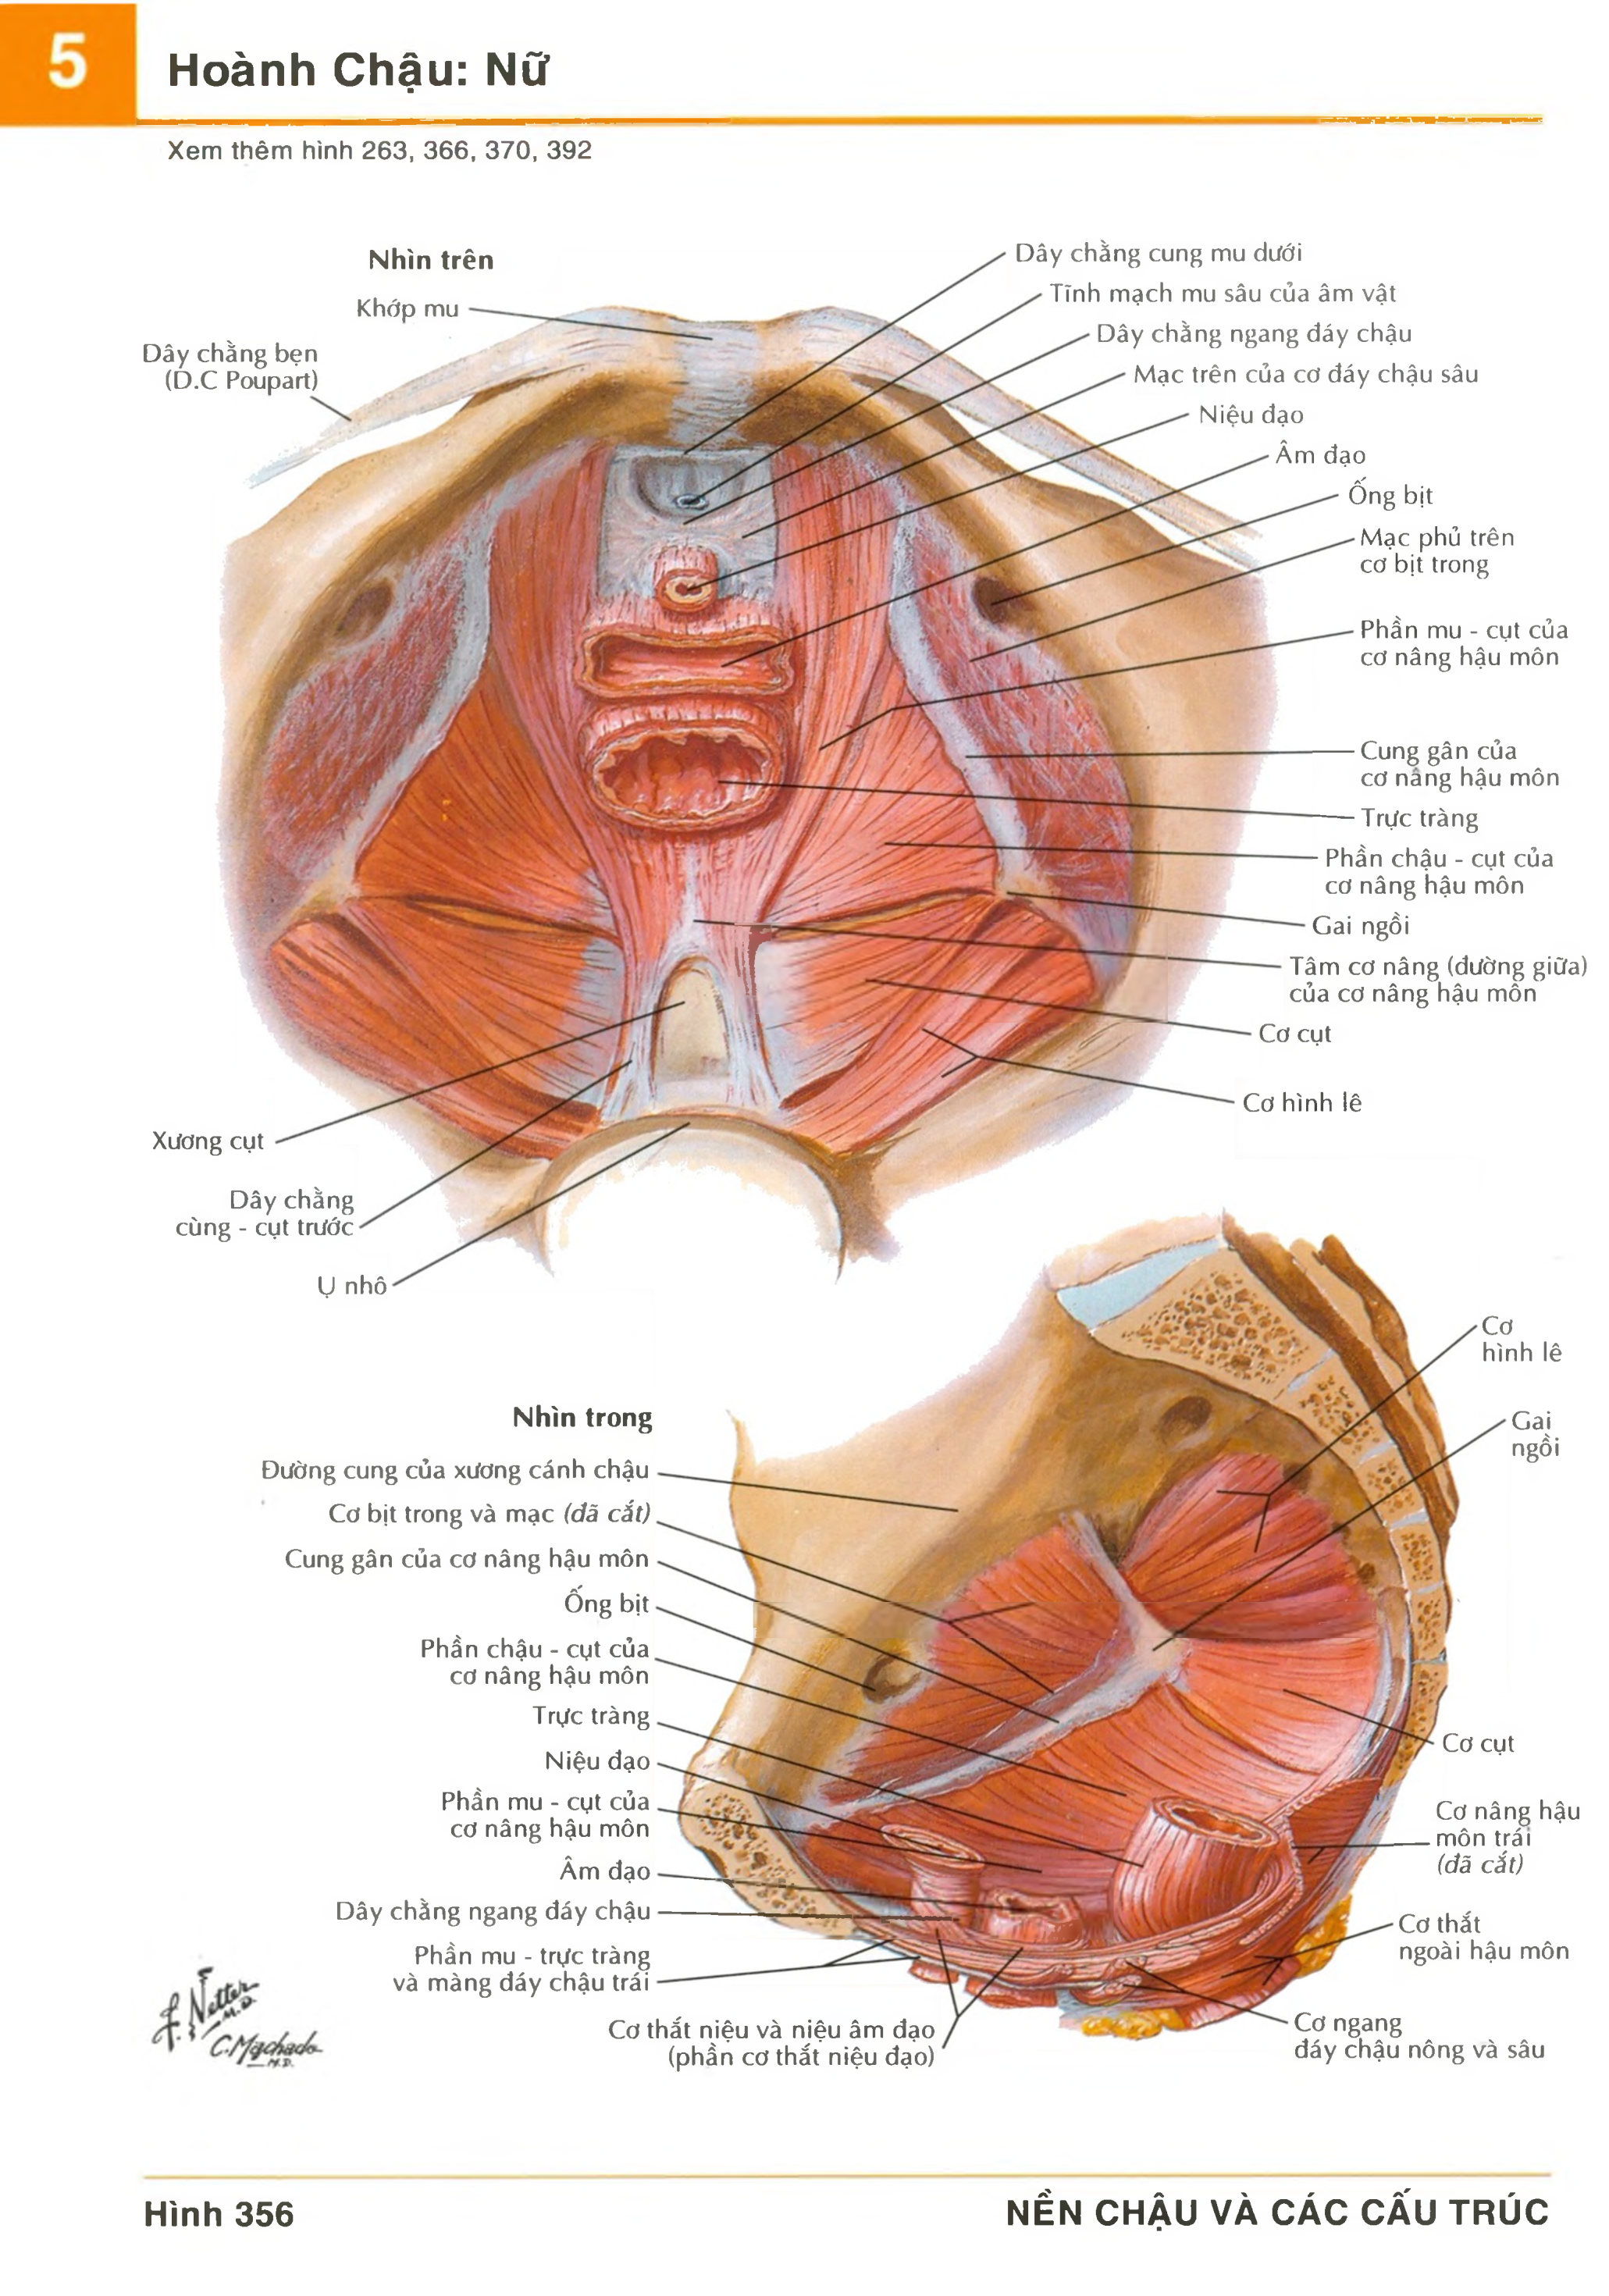 5
Hoành Chậu: Nữ
Xem thêm hình 263, 366, 370, 392
Nhìn trên
Khớp mu
Dây chằng bẹn
(D.C Poupart)
Dây chằng cung mu dưới
Tĩnh mạch mu sâu của âm vật
Dây chằng ngang đáy chậu
Mạc trên của cơ đáy chậu sâu
Niệu đạo
Âm đạo
Ống bịt
Mạc phủ trên
cơ bịt trong
Phần mu - cụt của
cơ nâng hậu môn
Cung gân của
cơ nâng hậu môn
Trực tràng
Phần chậu - cụt của
cơ nâng hậu môn
Gai ngồi
Tâm cơ nâng (đường giữa)
của cơ nâng hậu môn
Cơ cụt
Cơ hình lê
Xương cụt
Dây chằng
cùng - cụt trước
Ụ nhô
Nhìn trong
Đường cung của xương cánh chậu
Cơ bịt trong và mạc (đã cắt)
Cung gân của cơ nâng hậu môn
Ống bịt
Phần chậu - cụt của
cơ nâng hậu môn
Trực tràng
Niệu đạo
Phần mu - cụt của
cơ nâng hậu môn
Âm đạo
Dây chằng ngang đáy chậu
Phần mu - trực tràng
và màng đáy chậu trái
Cơ thắt niệu và niệu âm đạo
(phần cơ thắt niệu đạo)
Cơ
hình lê
Gai
ngồi
Cơ cụt
Cơ nâng hậu
môn trái
(đã cắt)
Cơ thắt
ngoài hậu môn
Cơ ngang
đáy chậu nông và sâu
F. Netter
M.D.
C. Machado
M.D.
Hình 356
NỀN CHẬU VÀ CÁC CẤU TRÚC